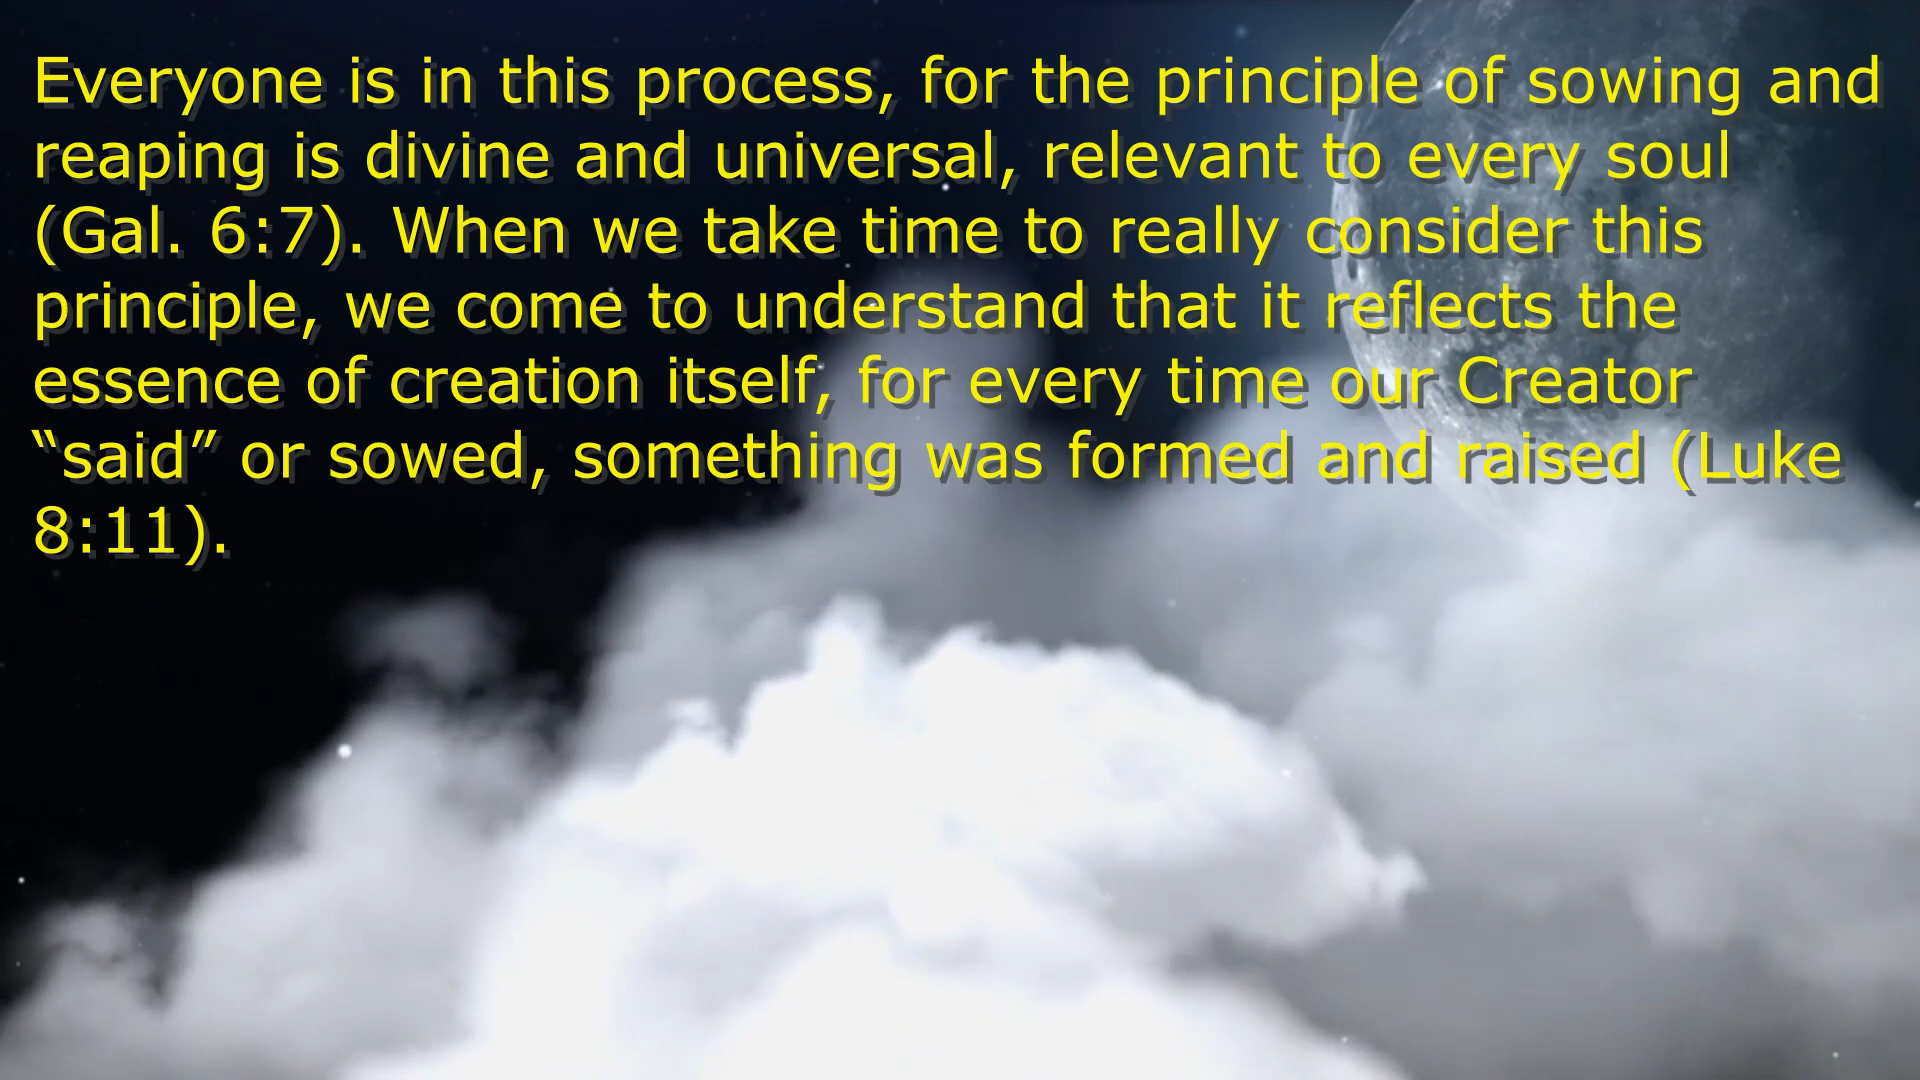 Everyone is in this process, for the principle of sowing and
reaping is divine and universal, relevant to every soul
(Gal. 6:7). When we take time to really consider this
principle, we come to understand that it reflects the
essence of creation itself, for every time our Creator
“said” or sowed, something was formed and raised (Luke
8:11).